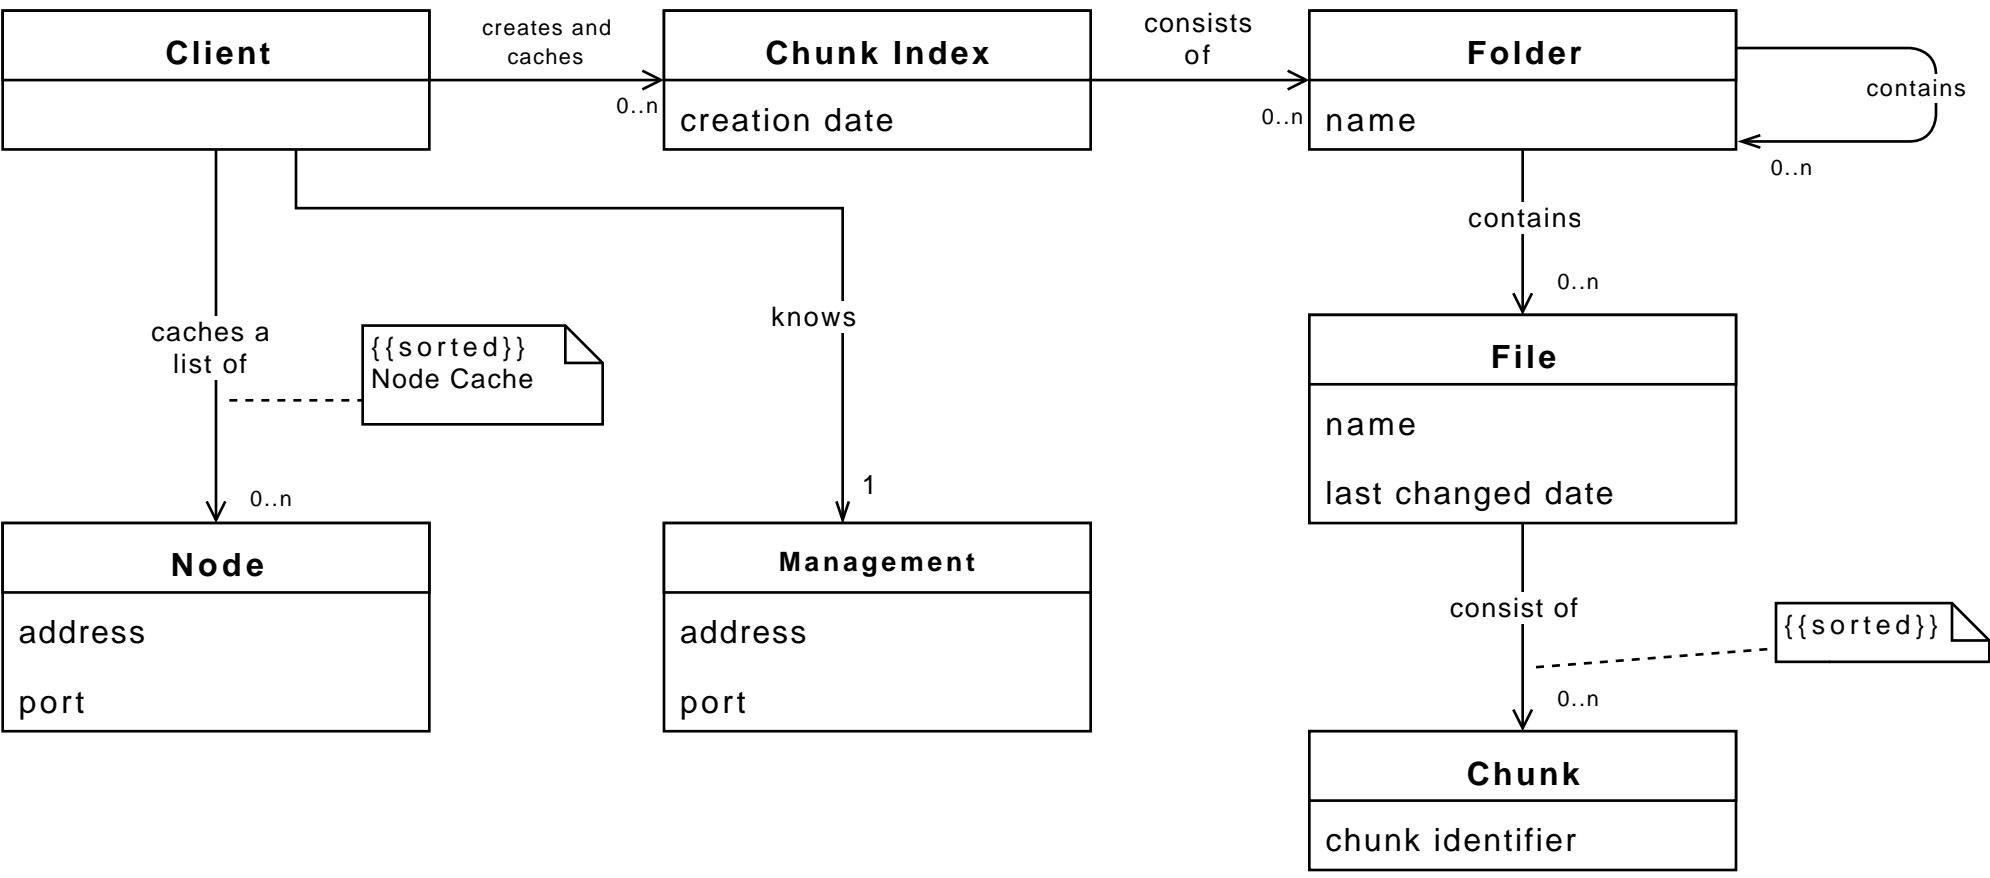 Client
creates and
caches
0..n
Chunk Index
creation date
consists
of
0..n
Folder
name
contains
0..n
contains
0..n
caches a
list of
{{sorted}}
Node Cache
0..n
knows
1
File
name
last changed date
Node
address
port
Management
address
port
consist of
{{sorted}}
0..n
Chunk
chunk identifier